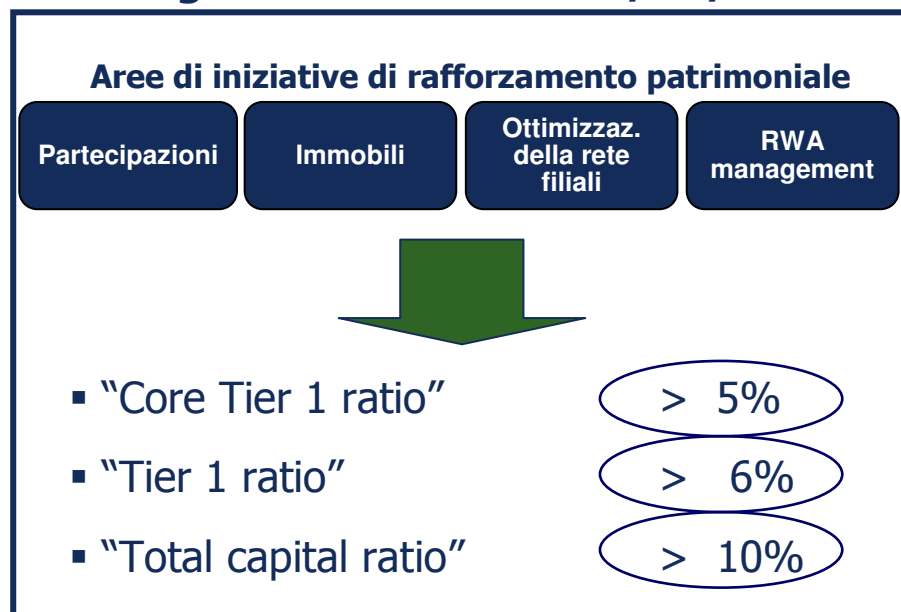 Aree di iniziative di rafforzamento patrimoniale
Partecipazioni
Immobili
Ottimizzaz.
della rete
filiali
RWA
management
▪ “Core Tier 1 ratio” > 5%
▪ “Tier 1 ratio” > 6%
▪ “Total capital ratio” > 10%